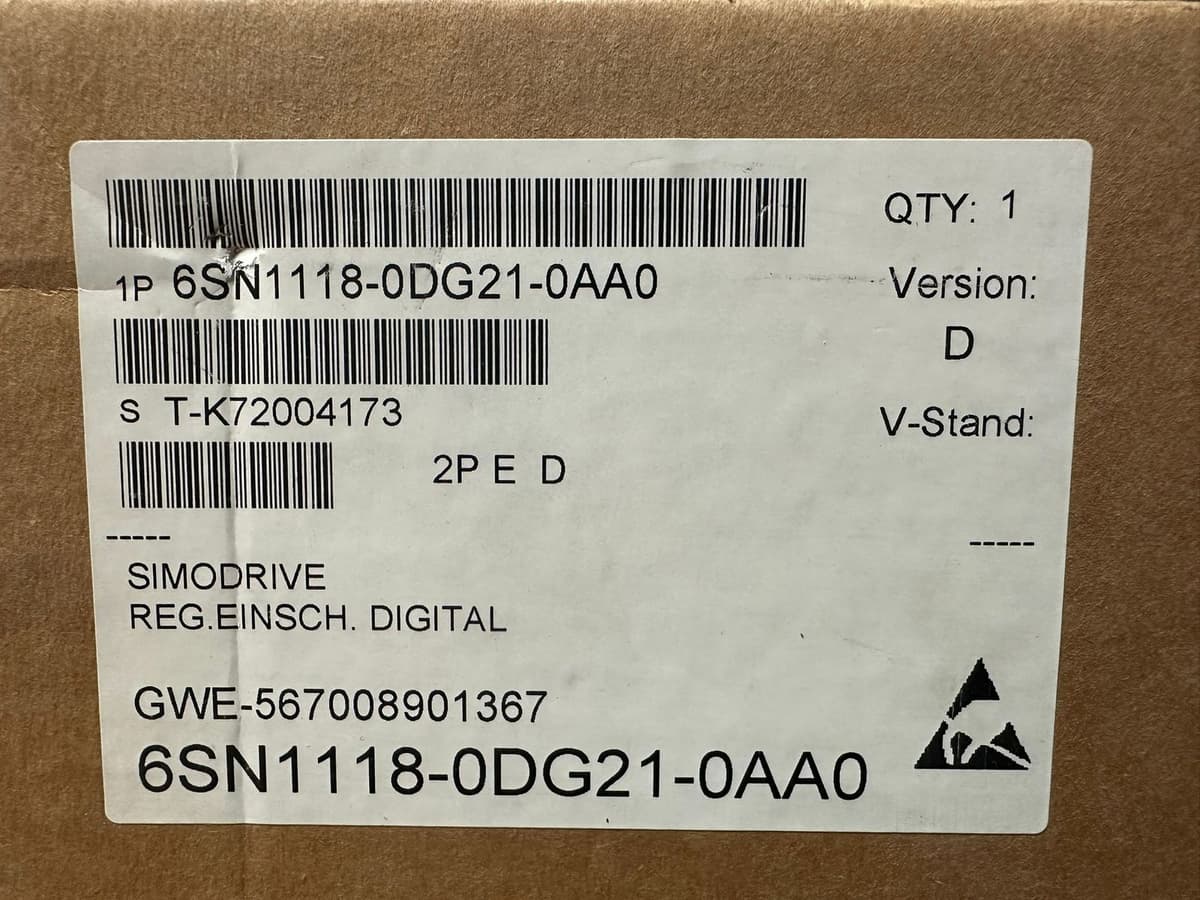 QTY: 1
1P 6SN1118-0DG21-0AA0
Version:
D
S T-K72004173
V-Stand:
2P E D
-----
-----
SIMODRIVE
REG.EINSCH. DIGITAL
GWE-567008901367
6SN1118-0DG21-0AA0